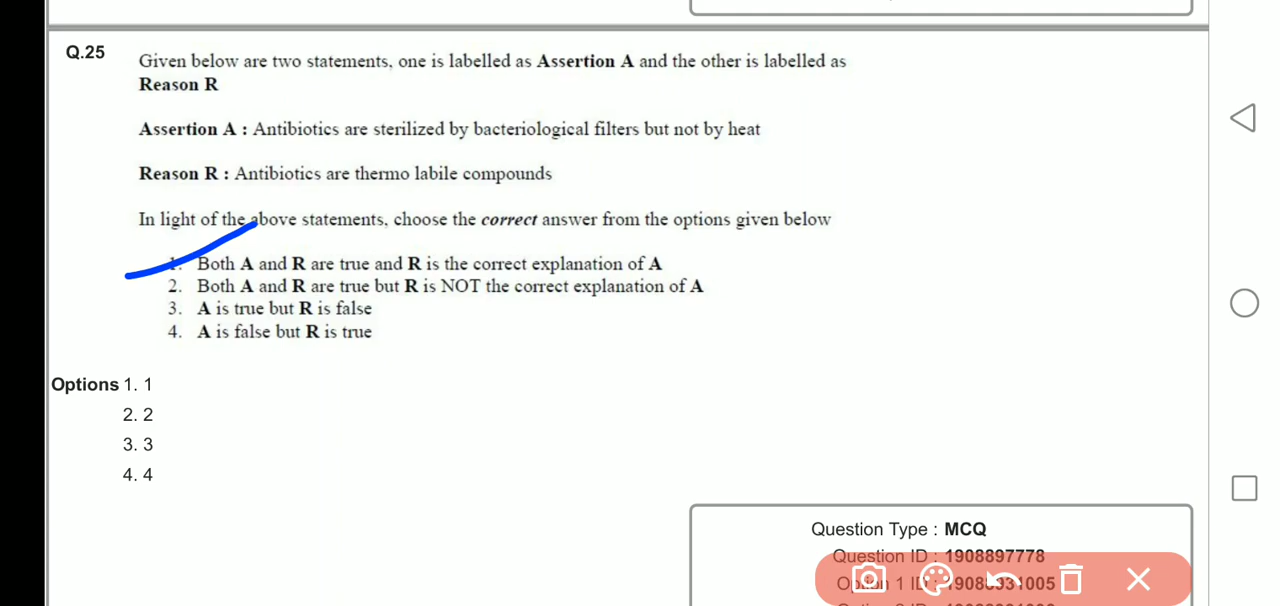 Q.25
Given below are two statements, one is labelled as Assertion A and the other is labelled as
Reason R
Assertion A : Antibiotics are sterilized by bacteriological filters but not by heat
Reason R : Antibiotics are thermo labile compounds
In light of the above statements, choose the correct answer from the options given below
1. Both A and R are true and R is the correct explanation of A
2. Both A and R are true but R is NOT the correct explanation of A
3. A is true but R is false
4. A is false but R is true
Options 1. 1
2. 2
3. 3
4. 4
Question Type : MCQ
Question ID : 1908897778
Option 1 ID :